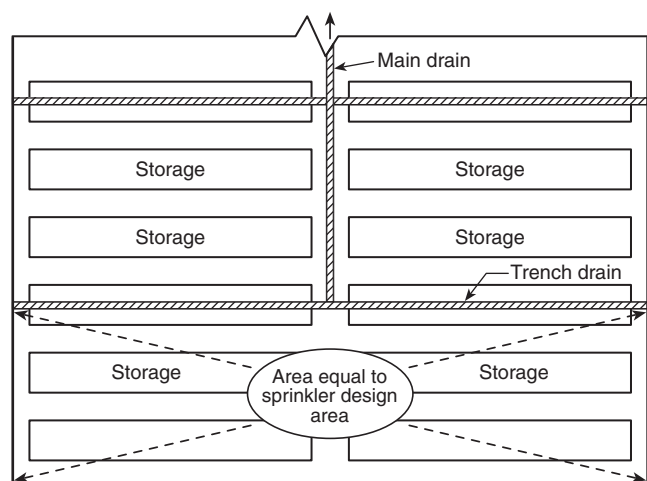 Main drain
Storage
Storage
Storage
Storage
Trench drain
Storage
Storage
Area equal to
sprinkler design
area